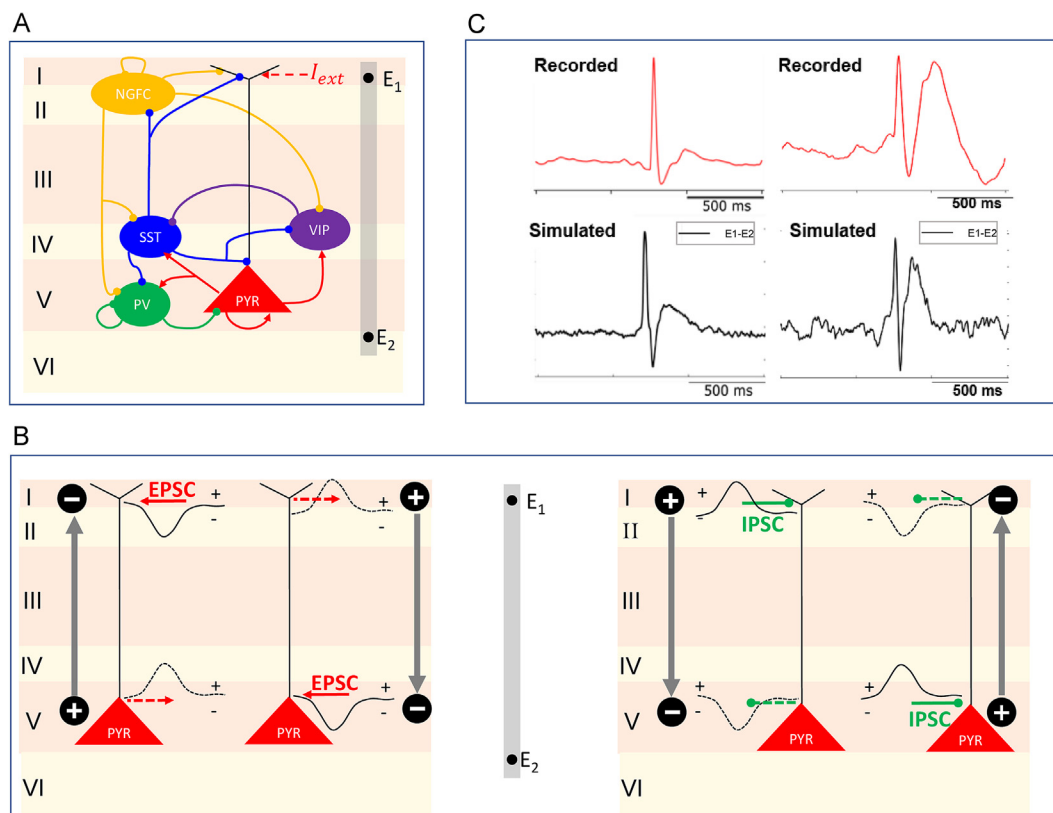 A
I
II
III
IV
V
VI
NGFC
I_ext
E₁
SST
VIP
PV
PYR
E₂
C
Recorded
Recorded
500 ms
500 ms
Simulated
E1-E2
Simulated
E1-E2
500 ms
500 ms
B
I
II
III
IV
V
VI
−
EPSC
+
-
+
-
+
+
+
-
PYR
EPSC
+
-
−
PYR
E₁
E₂
I
II
III
IV
V
VI
+
+
-
IPSC
+
-
−
−
+
-
PYR
+
-
IPSC
+
PYR